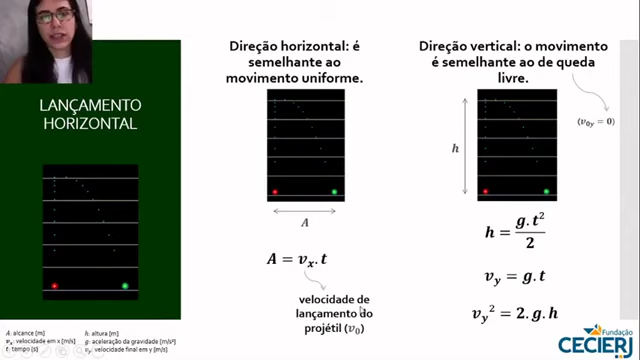 LANÇAMENTO
HORIZONTAL
Direção horizontal: é
semelhante ao
movimento uniforme.
A
A = vₓ.t
velocidade de
lançamento do
projétil (v₀)
Direção vertical: o movimento
é semelhante ao de queda
livre.
(v₀y = 0)
h
h = g.t²/2
vy = g.t
vy² = 2.g.h
A: alcance [m]
vₓ: velocidade em x [m/s]
t: tempo (s)
h: altura [m]
g: aceleração da gravidade [m/s²]
vy: velocidade final em y [m/s]
Fundação
CECIERJ